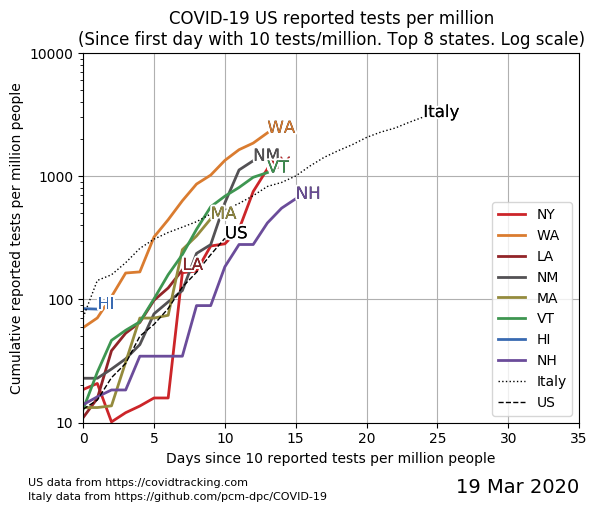 COVID-19 US reported tests per million
(Since first day with 10 tests/million. Top 8 states. Log scale)
Cumulative reported tests per million people
10000
1000
100
10
Italy
WA
NM
VT
NH
MA
US
LA
HI
NY
WA
LA
NM
MA
VT
HI
NH
Italy
US
0
5
10
15
20
25
30
35
Days since 10 reported tests per million people
US data from https://covidtracking.com
Italy data from https://github.com/pcm-dpc/COVID-19
19 Mar 2020